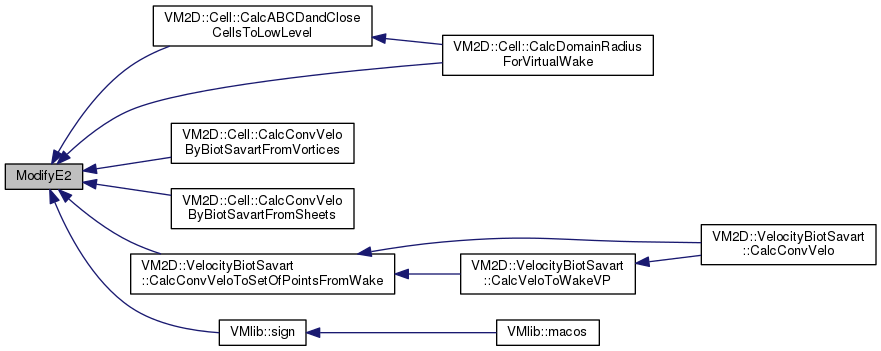 VM2D::Cell::CalcABCDandClose
CellsToLowLevel
VM2D::Cell::CalcDomainRadius
ForVirtualWake
VM2D::Cell::CalcConvVelo
ByBiotSavartFromVortices
ModifyE2
VM2D::Cell::CalcConvVelo
ByBiotSavartFromSheets
VM2D::VelocityBiotSavart
::CalcConvVeloToSetOfPointsFromWake
VM2D::VelocityBiotSavart
::CalcVeloToWakeVP
VM2D::VelocityBiotSavart
::CalcConvVelo
VMlib::sign
VMlib::macos